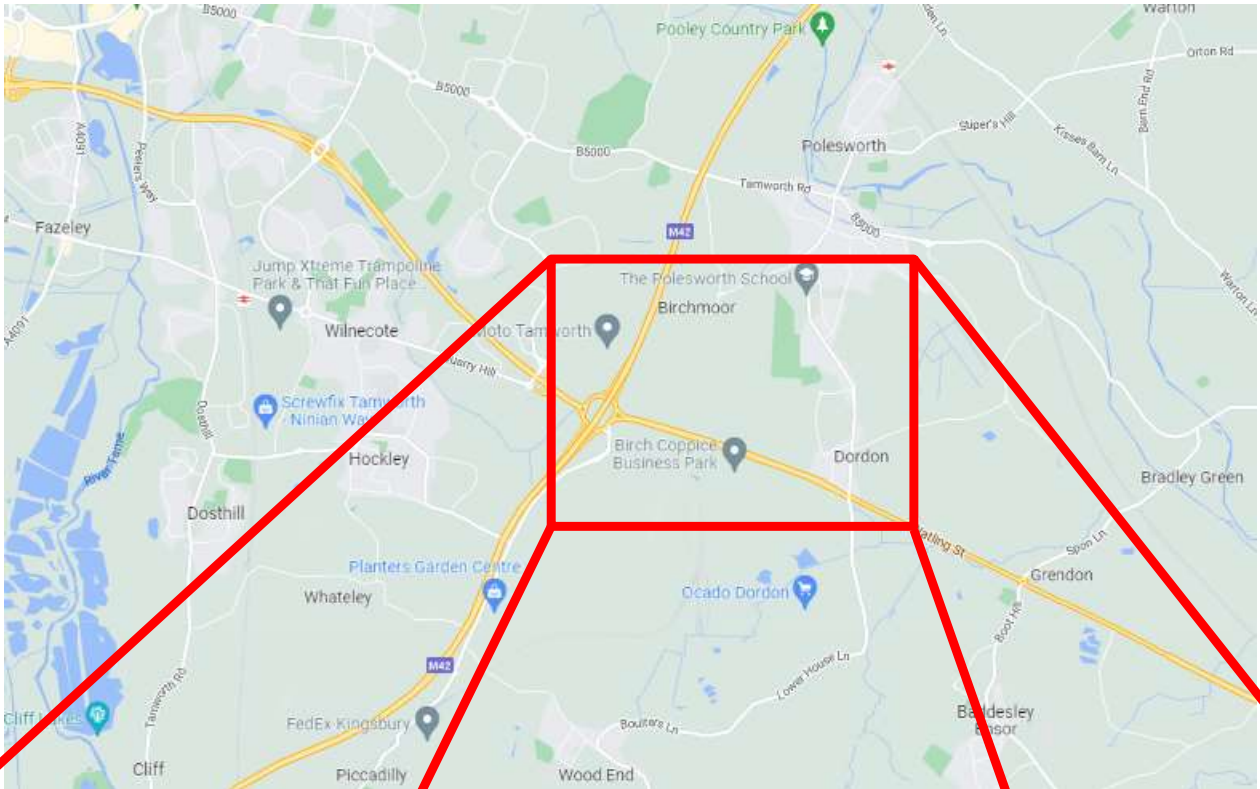 B5000
Pooley Country Park
Warton
Orton Rd
B5000
Barn End Rd
A4091
Peelers Way
Stiper's Hill
Polesworth
Kisses Barn Ln
B5000
Tamworth Rd
B5000
Fazeley
M42
Jump Xtreme Trampoline
Park & That Fun Place...
The Polesworth School
Birchmoor
Warton Ln
A4091
Wilnecote
Moto Tamworth
Quarry Hill
Screwfix Tamworth
- Ninian Way
Dosthill
Hockley
Birch Coppice
Business Park
Dordon
River Tame
Bradley Green
Dosthill
Watling St
Spon Ln
Planters Garden Centre
Grendon
Whateley
Ocado Dordon
Boot Hill
M42
Lower House Ln
Tamworth Rd
Cliff Lakes
FedEx Kingsbury
Boulters Ln
Baddesley
Ensor
Cliff
Piccadilly
Wood End